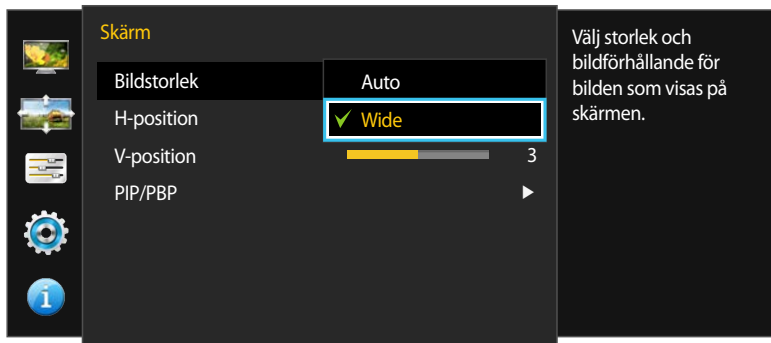 Skärm
Bildstorlek
Auto
H-position
Wide
V-position
3
PIP/PBP
Välj storlek och
bildförhållande för
bilden som visas på
skärmen.